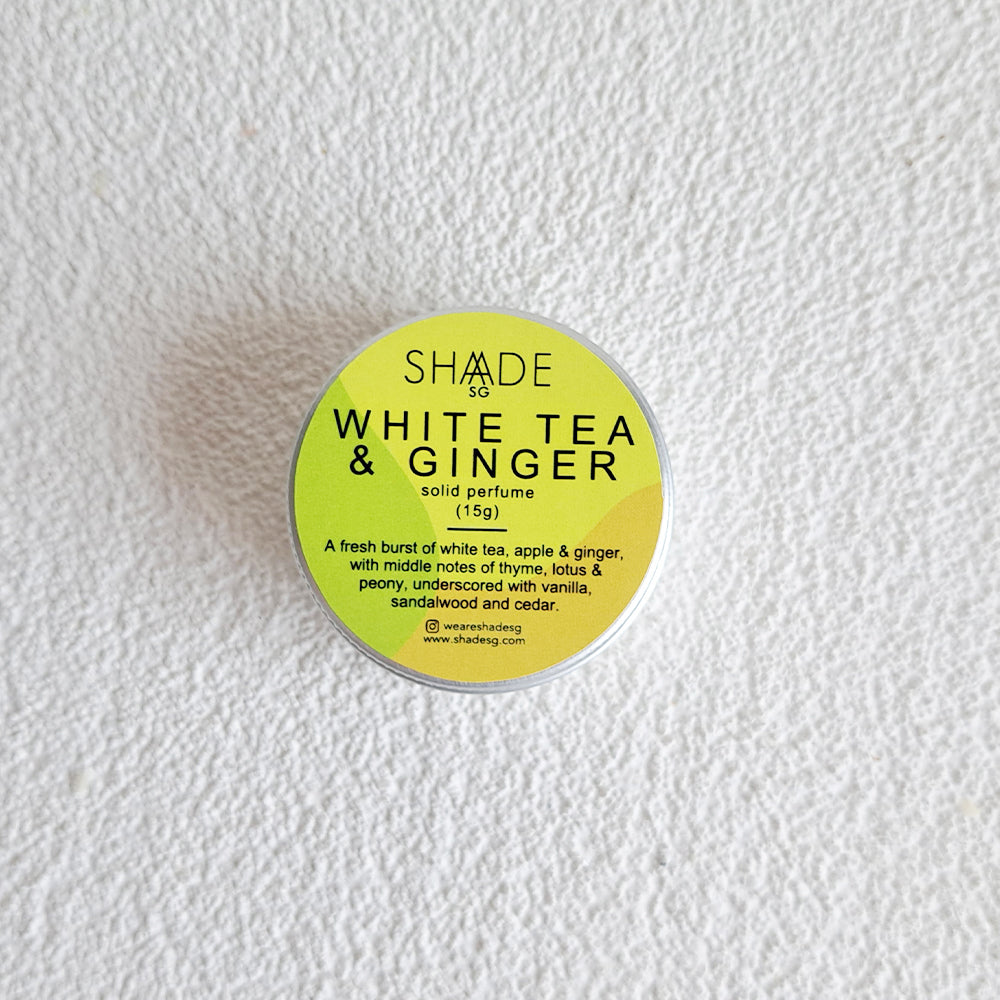 SHADE
SG
WHITE TEA
& GINGER
solid perfume
(15g)
A fresh burst of white tea, apple & ginger,
with middle notes of thyme, lotus &
peony, underscored with vanilla,
sandalwood and cedar.
weareshadesg
www.shadesg.com